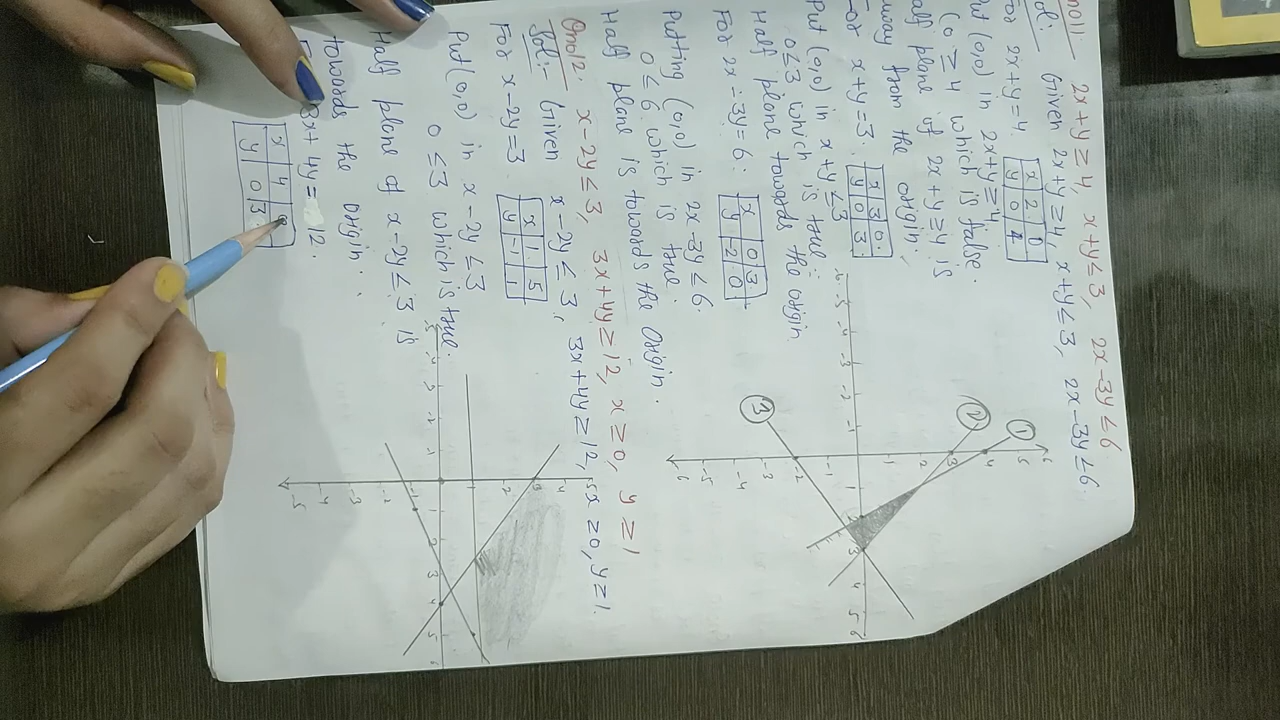 2x+y≥4, x+y≤3, 2x-3y≤6
Given 2x+y≥4, x+y≤3, 2x-3y≤6
For 2x+y=4
x 2 0
y 0 4
Put (0,0) in 2x+y≥4
(0≥4 which is false.
Half plane of 2x+y≥4 is
away from the origin.
For x+y=3.
x 3 0
y 0 3
Put (0,0) in x+y≤3
0≤3 which is true.
Half plane towards the origin
For 2x-3y=6:
x 0 3
y -2 0
Putting (0,0) in 2x-3y≤6.
0≤6 which is true.
Half plane is towards the origin.
Qno12: x-2y≤3, 3x+4y≥12, x≥0, y≥1
Sol:- Given x-2y≤3, 3x+4y≥12, x≥0, y≥1.
For x-2y=3
x 1 5
y -1 1
Put (0,0) in x-2y≤3
0≤3 which is true.
Half plane of x-2y≤3 is
towards the origin.
3x+4y=12.
x 4
y 0 3